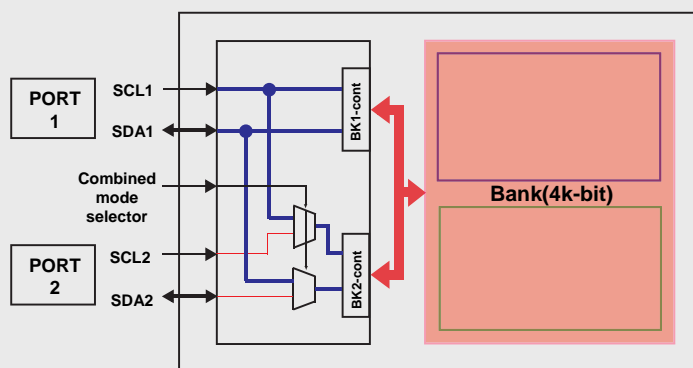 PORT
1
SCL1
SDA1
BK1-cont
Combined
mode
selector
Bank(4k-bit)
PORT
2
SCL2
SDA2
BK2-cont